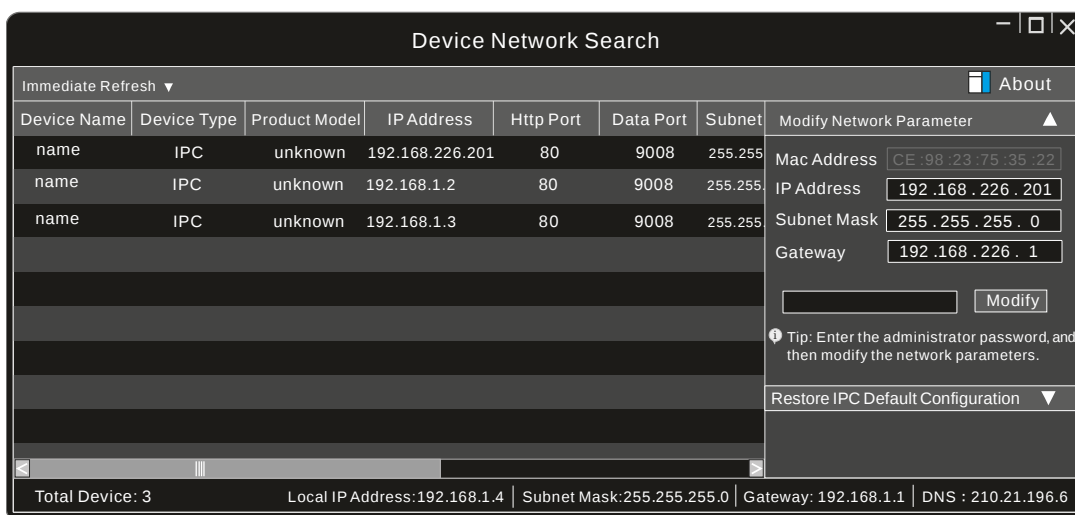 Device Network Search
Immediate Refresh ▼
About
Device Name Device Type Product Model IP Address Http Port Data Port Subnet
name IPC unknown 192.168.226.201 80 9008 255.255
name IPC unknown 192.168.1.2 80 9008 255.255.
name IPC unknown 192.168.1.3 80 9008 255.255.
Modify Network Parameter ▲
Mac Address CE :98 :23 :75 :35 :22
IP Address 192 .168 . 226 . 201
Subnet Mask 255 . 255 . 255 . 0
Gateway 192 .168 . 226 . 1
Modify
Tip: Enter the administrator password, and
then modify the network parameters.
Restore IPC Default Configuration ▼
Total Device: 3 Local IP Address:192.168.1.4 Subnet Mask:255.255.255.0 Gateway: 192.168.1.1 DNS : 210.21.196.6